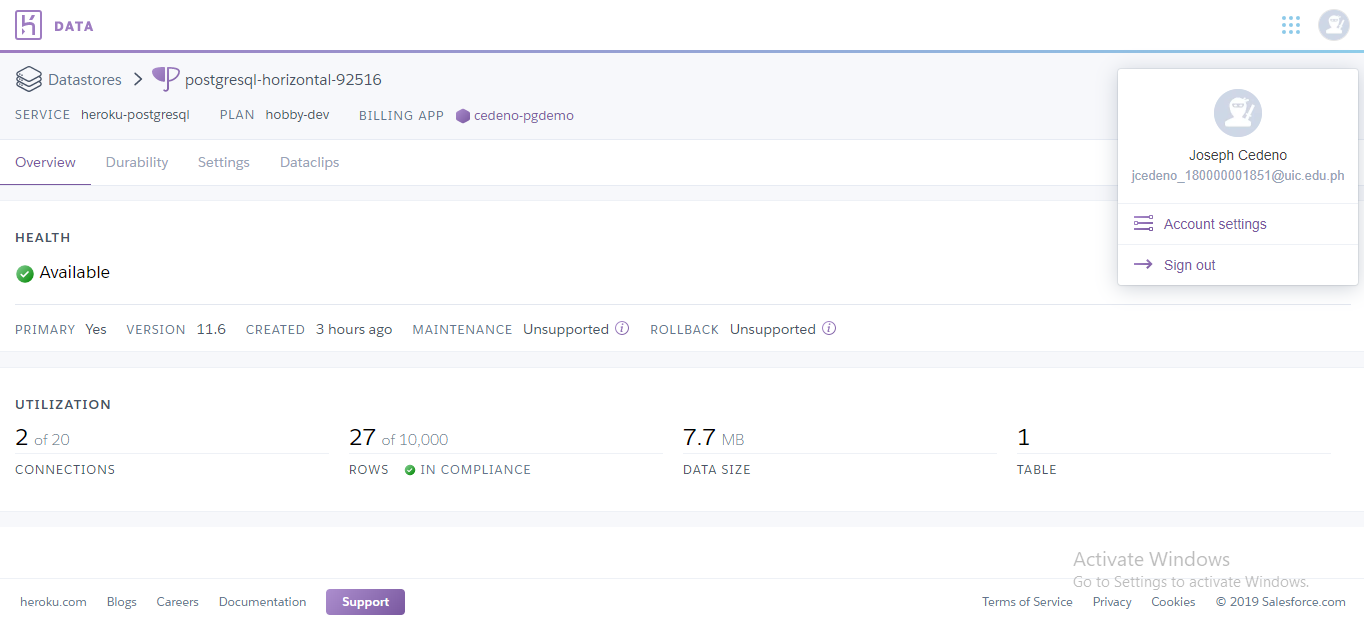 DATA
Datastores > postgresql-horizontal-92516
SERVICE heroku-postgresql PLAN hobby-dev BILLING APP cedeno-pgdemo
Joseph Cedeno
jcedeno_180000001851@uic.edu.ph
Account settings
Sign out
Overview Durability Settings Dataclips
HEALTH
Available
PRIMARY Yes VERSION 11.6 CREATED 3 hours ago MAINTENANCE Unsupported ROLLBACK Unsupported
UTILIZATION
2 of 20 27 of 10,000 7.7 MB 1
CONNECTIONS ROWS IN COMPLIANCE DATA SIZE TABLE
Activate Windows
Go to Settings to activate Windows.
heroku.com Blogs Careers Documentation Support Terms of Service Privacy Cookies © 2019 Salesforce.com